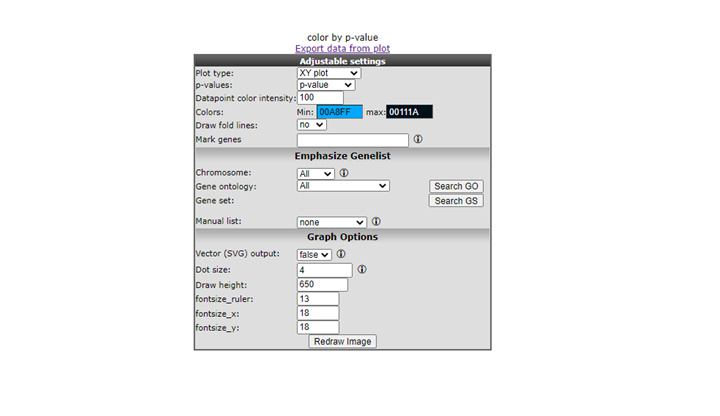 color by p-value
Export data from plot
Adjustable settings
Plot type: XY plot
p-values: p-value
Datapoint color intensity: 100
Colors: Min: 00A8FF max: 00111A
Draw fold lines: no
Mark genes
Emphasize Genelist
Chromosome: All
Gene ontology: All Search GO
Gene set: Search GS
Manual list: none
Graph Options
Vector (SVG) output: false
Dot size: 4
Draw height: 650
fontsize_ruler: 13
fontsize_x: 18
fontsize_y: 18
Redraw Image